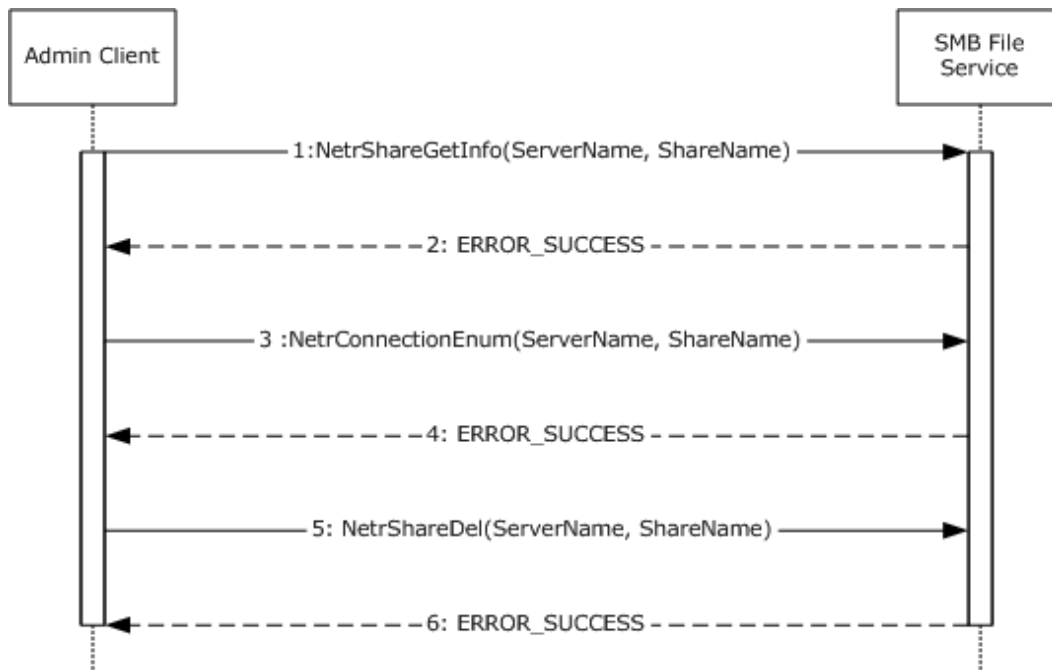 Admin Client
SMB File
Service
1:NetrShareGetInfo(ServerName, ShareName)
2: ERROR_SUCCESS
3 :NetrConnectionEnum(ServerName, ShareName)
4: ERROR_SUCCESS
5: NetrShareDel(ServerName, ShareName)
6: ERROR_SUCCESS